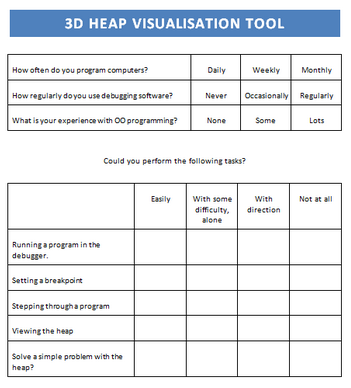 3D HEAP VISUALISATION TOOL
How often do you program computers? Daily Weekly Monthly
How regularly do you use debugging software? Never Occasionally Regularly
What is your experience with OO programming? None Some Lots
Could you perform the following tasks?
Easily With some With Not at all
difficulty, direction
alone
Running a program in the
debugger.
Setting a breakpoint
Stepping through a program
Viewing the heap
Solve a simple problem with the
heap?